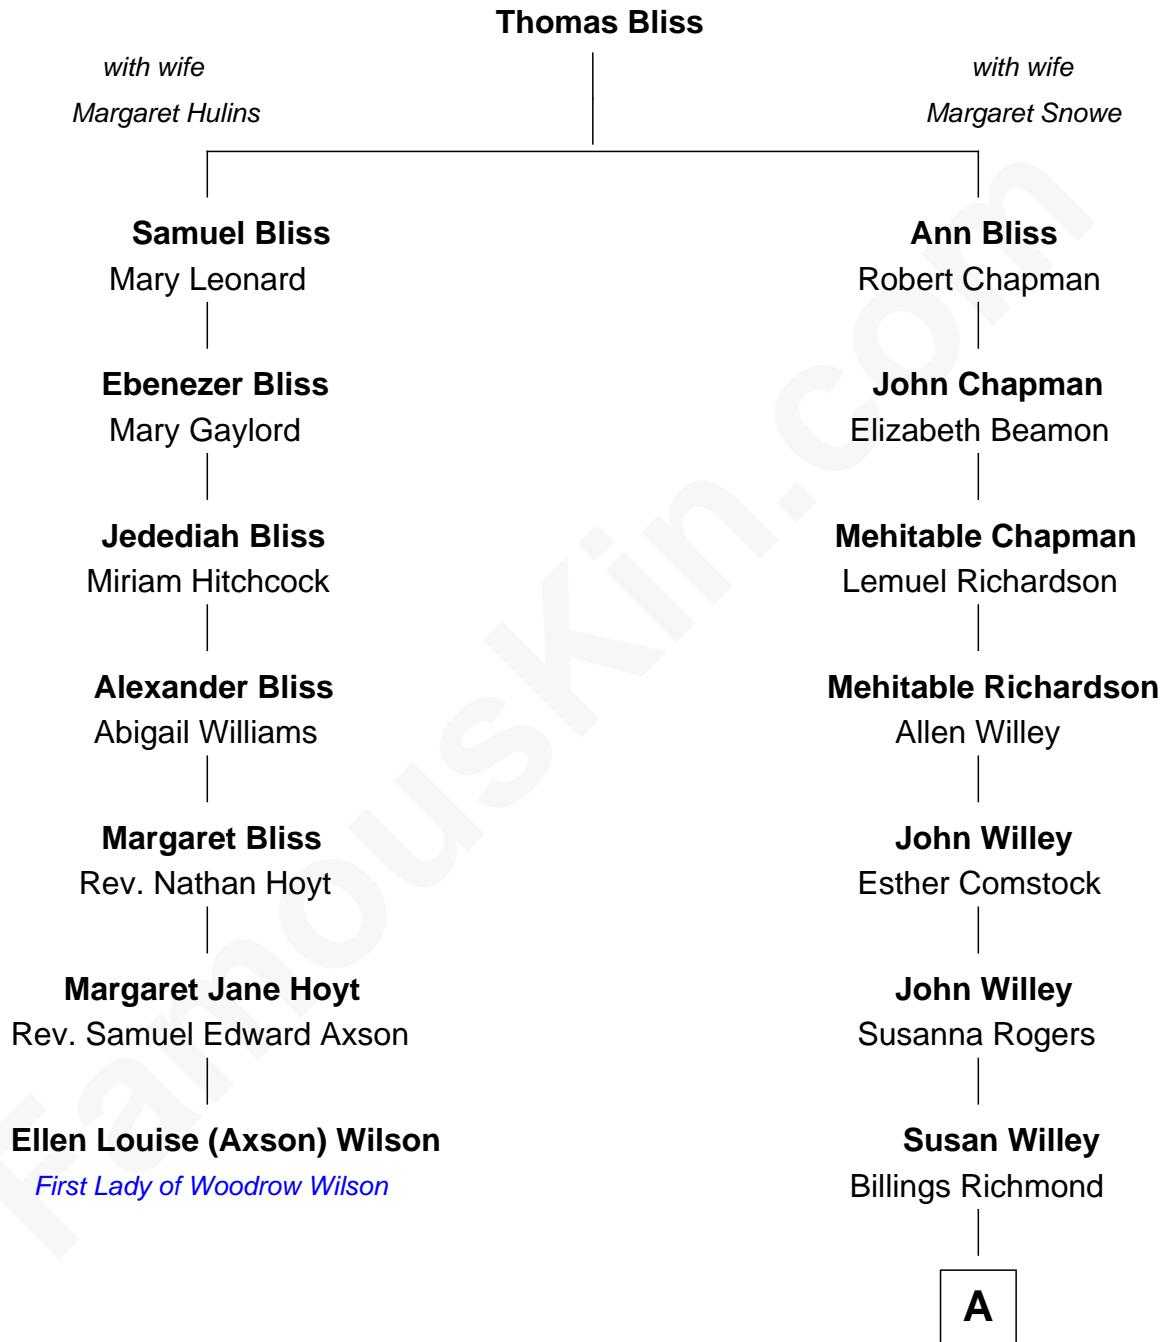 Thomas Bliss
with wife
Margaret Hulins
with wife
Margaret Snowe
Samuel Bliss
Mary Leonard
Ann Bliss
Robert Chapman
Ebenezer Bliss
Mary Gaylord
John Chapman
Elizabeth Beamon
Jedediah Bliss
Miriam Hitchcock
Mehitable Chapman
Lemuel Richardson
Alexander Bliss
Abigail Williams
Mehitable Richardson
Allen Willey
Margaret Bliss
Rev. Nathan Hoyt
John Willey
Esther Comstock
Margaret Jane Hoyt
Rev. Samuel Edward Axson
John Willey
Susanna Rogers
Ellen Louise (Axson) Wilson
First Lady of Woodrow Wilson
Susan Willey
Billings Richmond
A
FamousKin.com